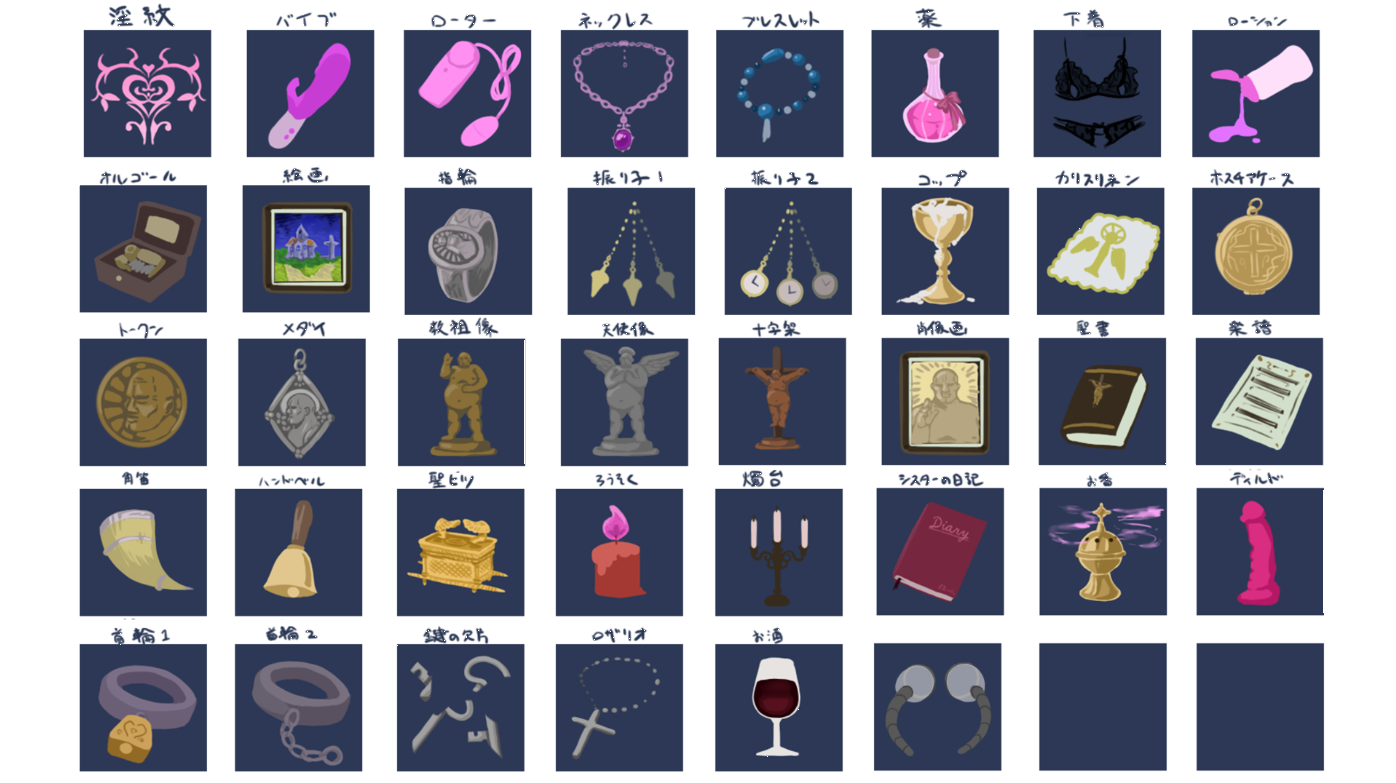 淫紋 バイブ ローター ネックレス ブレスレット 薬 下着 ローション
オルゴール 絵画 指輪 振り子1 振り子2 コップ カリスリネン ホスチアケース
トークン メダイ 教祖像 天使像 十字架 肖像画 聖書 楽譜
角笛 ハンドベル 聖ヒツ ろうそく 燭台 シスターの日記 お香 ディルド
Diary
首輪1 首輪2 鍵の欠片 ロザリオ お酒